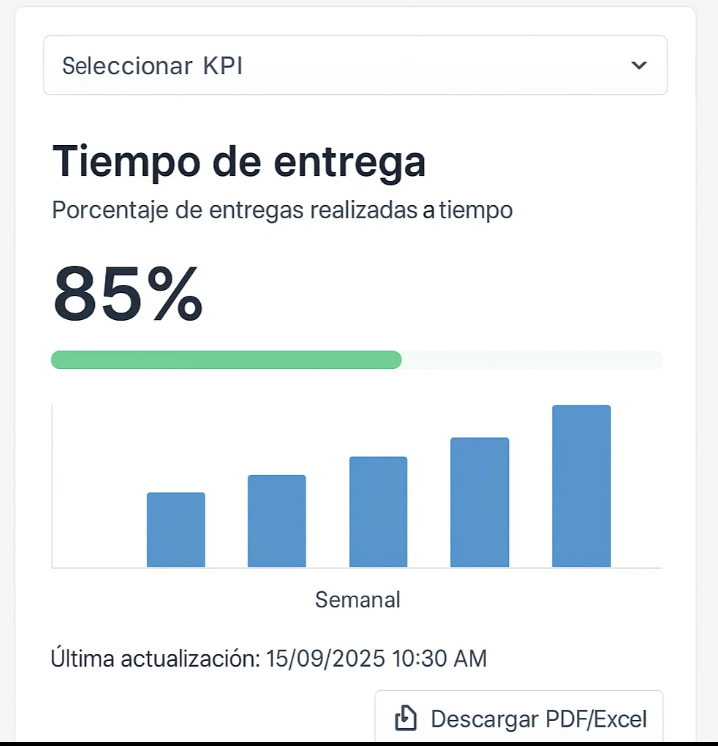 Seleccionar KPI
Tiempo de entrega
Porcentaje de entregas realizadas a tiempo
85%
Semanal
Última actualización: 15/09/2025 10:30 AM
Descargar PDF/Excel